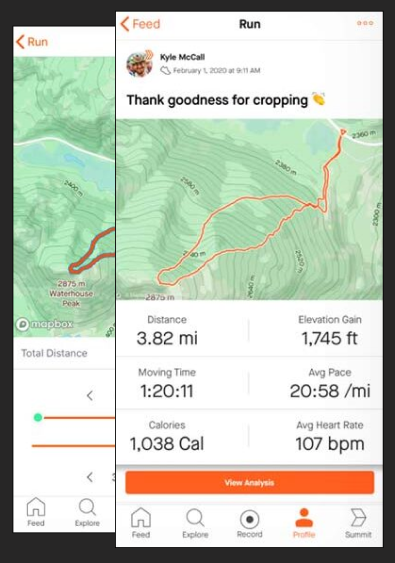 Run
2400 m
2875 m
Waterhouse
Peak
mapbox
Total Distance
Feed
Explore
Feed
Run
Kyle McCall
February 1, 2020 at 9:11 AM
Thank goodness for cropping 👏
2360 m
2380 m
2560 m
2300 m
2520 m
2540 m
2875 m
Distance
Elevation Gain
3.82 mi
1,745 ft
Moving Time
Avg Pace
1:20:11
20:58 /mi
Calories
Avg Heart Rate
1,038 Cal
107 bpm
View Analysis
Feed
Explore
Record
Profile
Summit